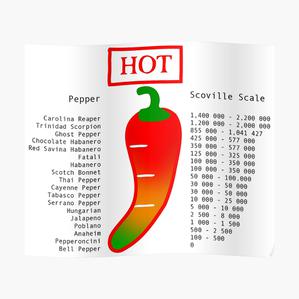 HOT
Pepper Scoville Scale
Carolina Reaper 1,400 000 - 2,200 000
Trinidad Scorpion 1,200 000 - 2,000 000
Ghost Pepper 855 000 - 1,041 427
Chocolate Habanero 425 000 - 577 000
Red Savina Habanero 350 000 - 577 000
Fatali 125 000 - 325 000
Habanero 100 000 - 350 000
Scotch Bonnet 100 000 - 350 000
Thai Pepper 50 000 - 100.000
Cayenne Peper 30 000 - 50 000
Tabasco Pepper 30 000 - 50 000
Serrano Pepper 10 000 - 25 000
Hungarian 5 000 - 10 000
Jalapeno 2 500 - 8 000
Poblano 1 000 - 1 500
Anaheim 500 - 2 500
Pepperoncini 100 - 500
Bell Pepper 0